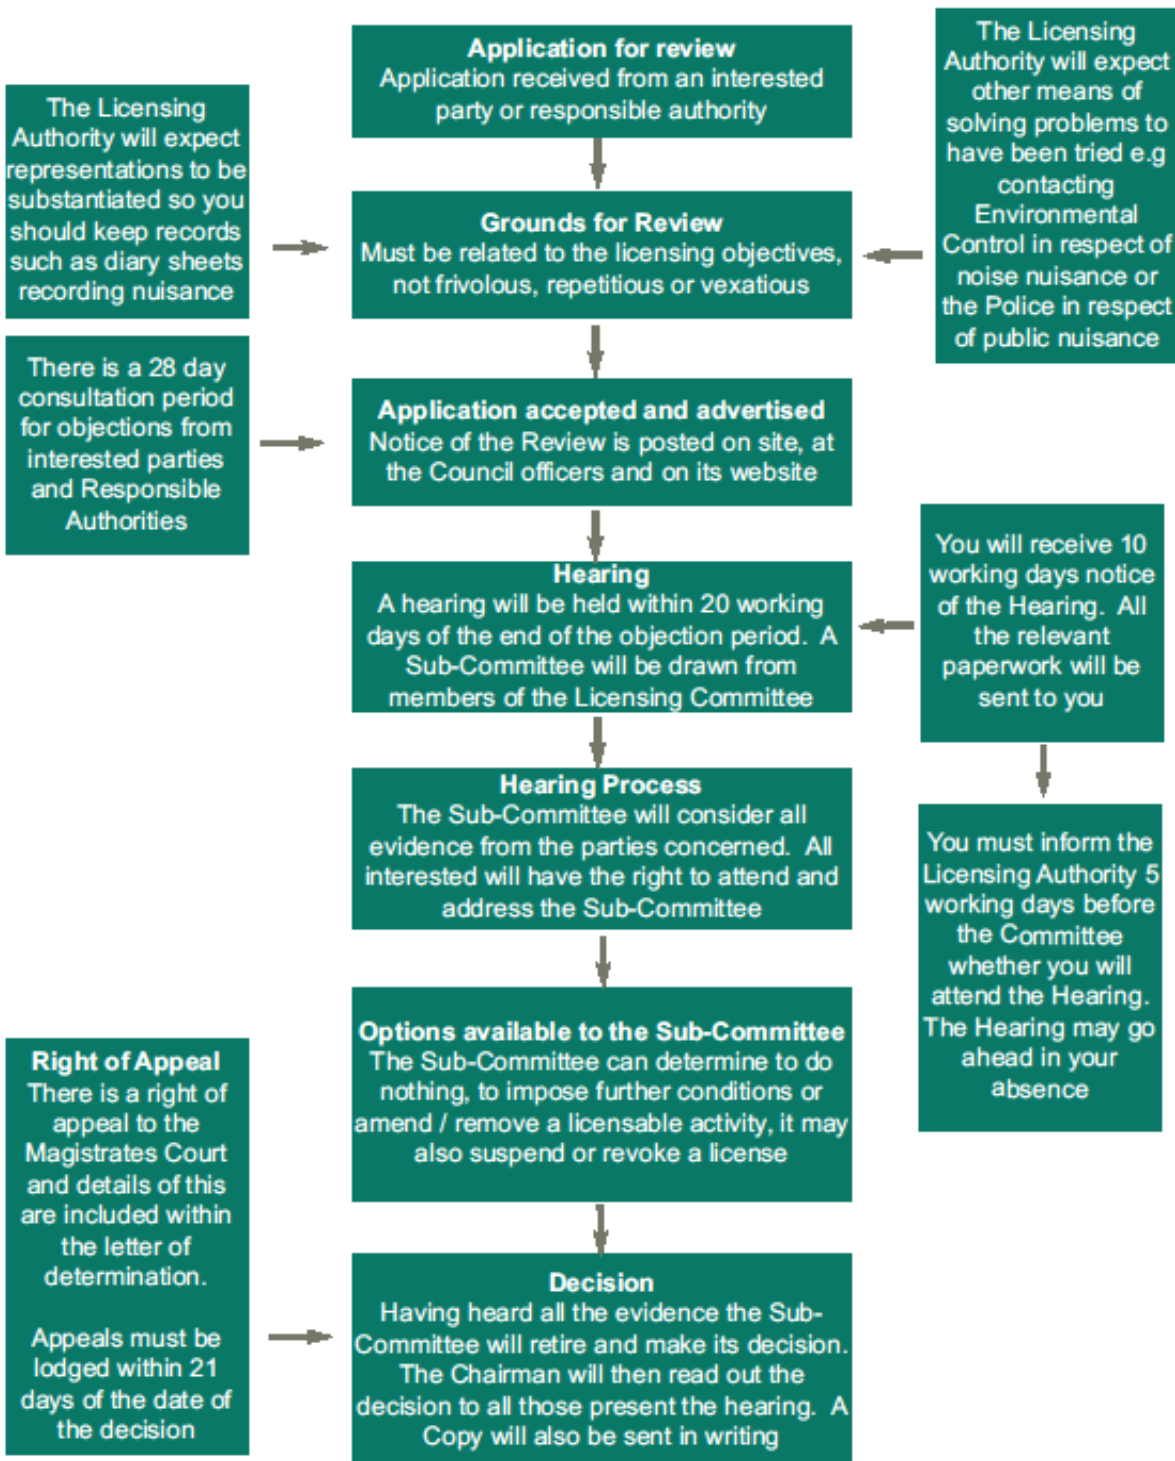 Application for review
Application received from an interested
party or responsible authority
The Licensing
Authority will expect
other means of
solving problems to
have been tried e.g
contacting
Environmental
Control in respect of
noise nuisance or
the Police in respect
of public nuisance
The Licensing
Authority will expect
representations to be
substantiated so you
should keep records
such as diary sheets
recording nuisance
Grounds for Review
Must be related to the licensing objectives,
not frivolous, repetitious or vexatious
There is a 28 day
consultation period
for objections from
interested parties
and Responsible
Authorities
Application accepted and advertised
Notice of the Review is posted on site, at
the Council officers and on its website
Hearing
A hearing will be held within 20 working
days of the end of the objection period. A
Sub-Committee will be drawn from
members of the Licensing Committee
You will receive 10
working days notice
of the Hearing. All
the relevant
paperwork will be
sent to you
Hearing Process
The Sub-Committee will consider all
evidence from the parties concerned. All
interested will have the right to attend and
address the Sub-Committee
You must inform the
Licensing Authority 5
working days before
the Committee
whether you will
attend the Hearing.
The Hearing may go
ahead in your
absence
Options available to the Sub-Committee
The Sub-Committee can determine to do
nothing, to impose further conditions or
amend / remove a licensable activity, it may
also suspend or revoke a license
Right of Appeal
There is a right of
appeal to the
Magistrates Court
and details of this
are included within
the letter of
determination.
Appeals must be
lodged within 21
days of the date of
the decision
Decision
Having heard all the evidence the Sub-
Committee will retire and make its decision.
The Chairman will then read out the
decision to all those present the hearing. A
Copy will also be sent in writing